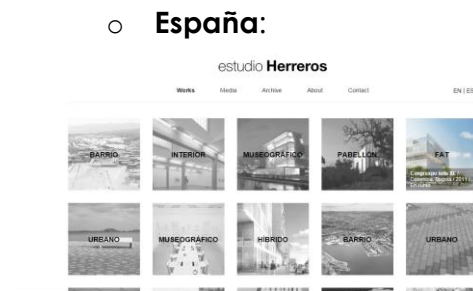 o España:
estudio Herreros
Works Media Archive About Contact EN | ES
BARRIO INTERIOR MUSEOGRÁFICO PABELLÓN FAT
URBANO MUSEOGRÁFICO HÍBRIDO BARRIO URBANO